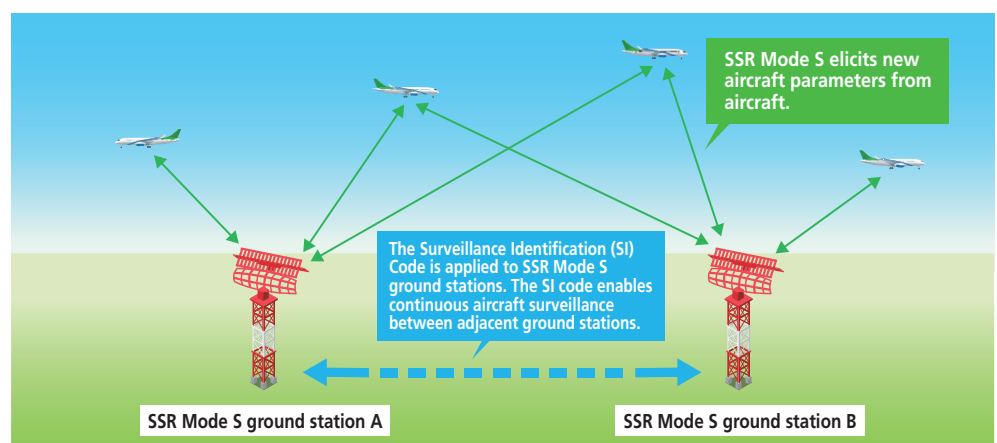 SSR Mode S elicits new
aircraft parameters from
aircraft.
The Surveillance Identification (SI)
Code is applied to SSR Mode S
ground stations. The SI code enables
continuous aircraft surveillance
between adjacent ground stations.
SSR Mode S ground station A
SSR Mode S ground station B